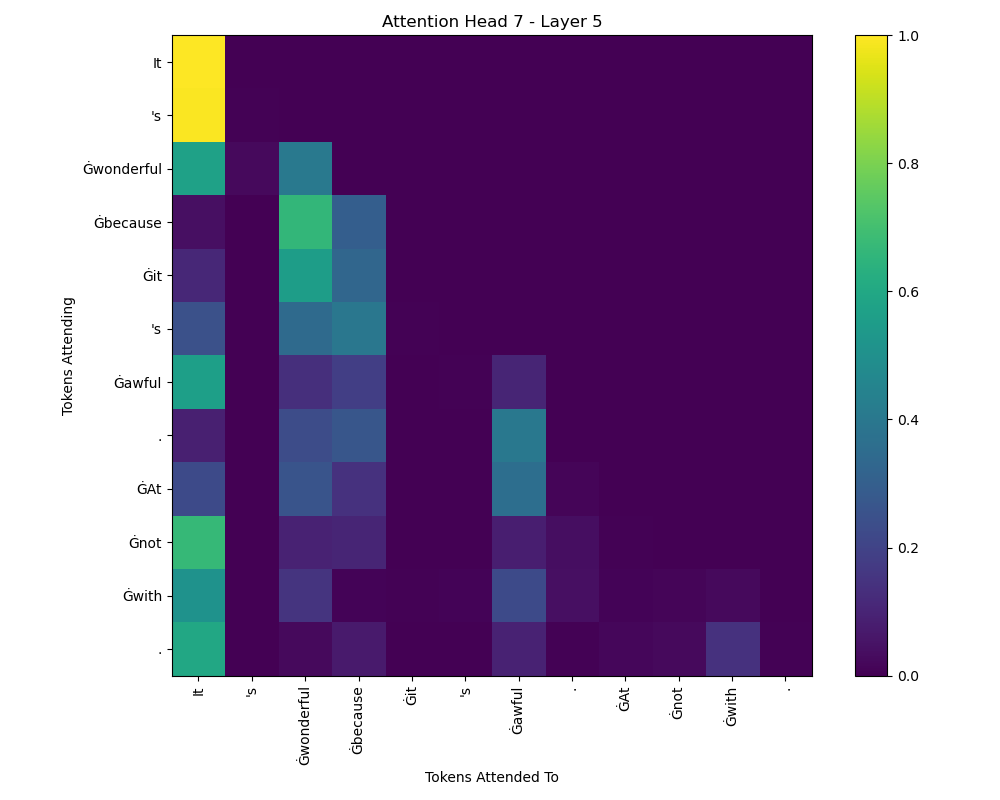 Attention Head 7 - Layer 5
It
's
Ġwonderful
Ġbecause
Ġit
's
Ġawful
.
ĠAt
Ġnot
Ġwith
.
Tokens Attending
It
's
Ġwonderful
Ġbecause
Ġit
's
Ġawful
.
ĠAt
Ġnot
Ġwith
.
Tokens Attended To
1.0
0.8
0.6
0.4
0.2
0.0